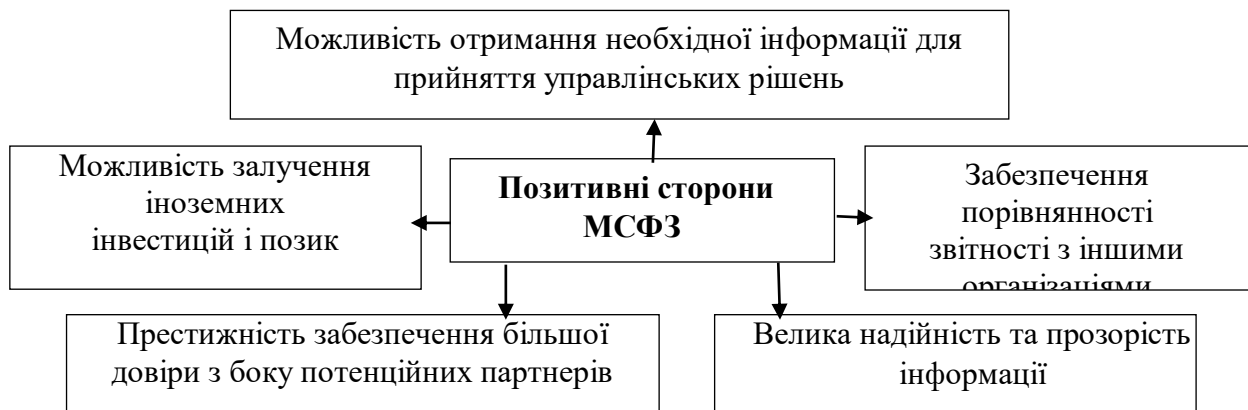 Можливість отримання необхідної інформації для
прийняття управлінських рішень
Можливість залучення
іноземних
інвестицій і позик
Позитивні сторони
МСФЗ
Забезпечення
порівнянності
звітності з іншими
організаціями
Престижність забезпечення більшої
довіри з боку потенційних партнерів
Велика надійність та прозорість
інформації